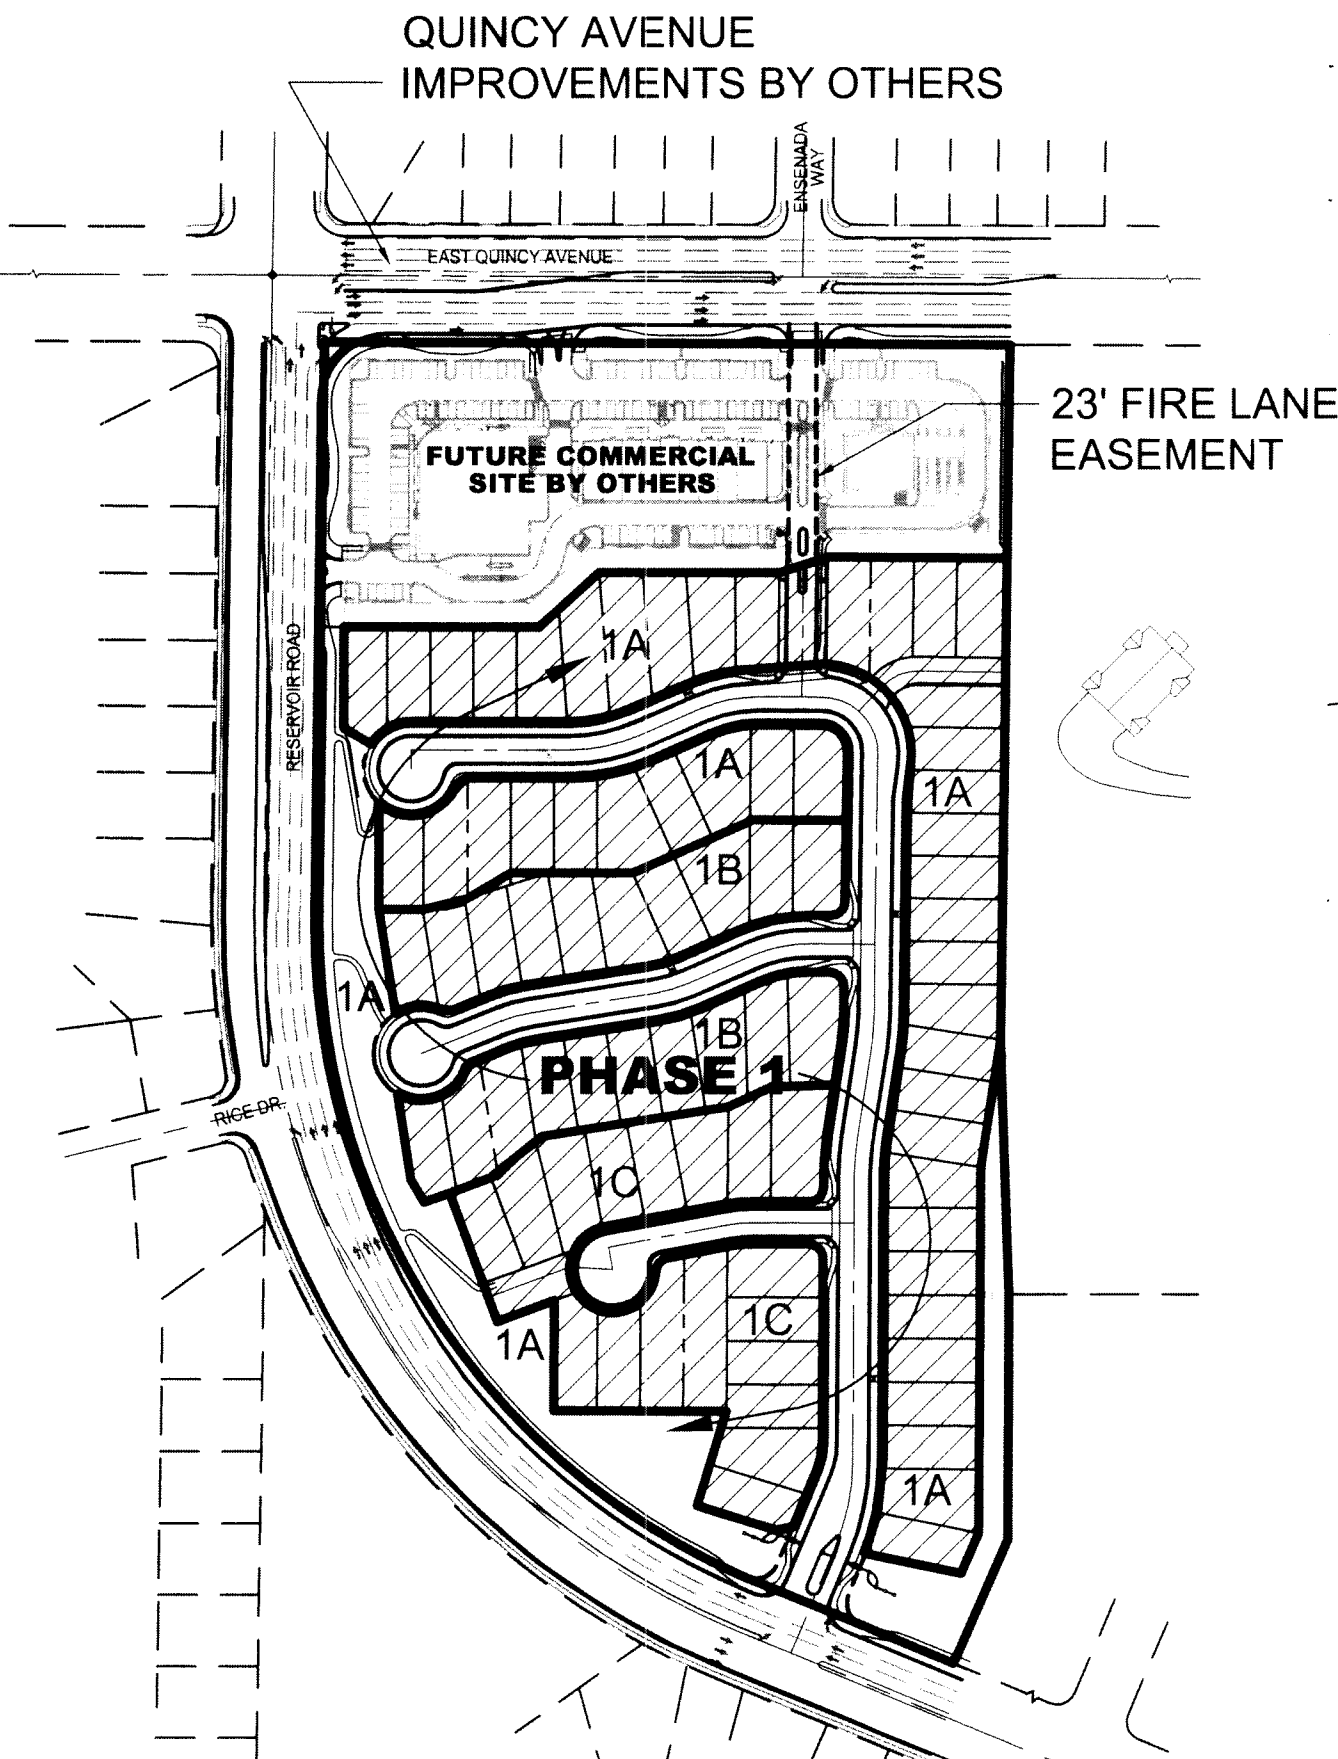 QUINCY AVENUE
IMPROVEMENTS BY OTHERS
ENSENADA
WAY
EAST QUINCY AVENUE
23' FIRE LANE
EASEMENT
FUTURE COMMERCIAL
SITE BY OTHERS
RESERVOIR ROAD
1A
1A
1A
1B
1A
1B
PHASE 1
RICE DR.
1C
1C
1A
1A